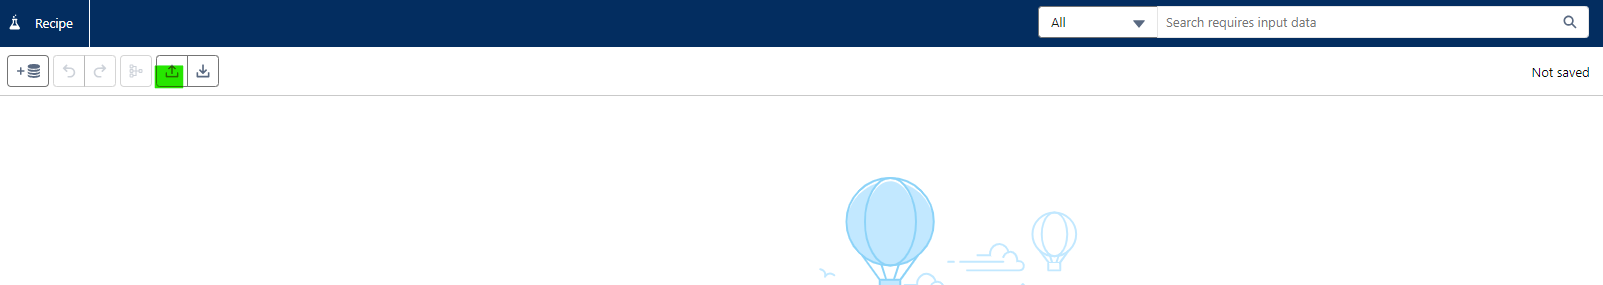 Recipe
All
Search requires input data
Not saved